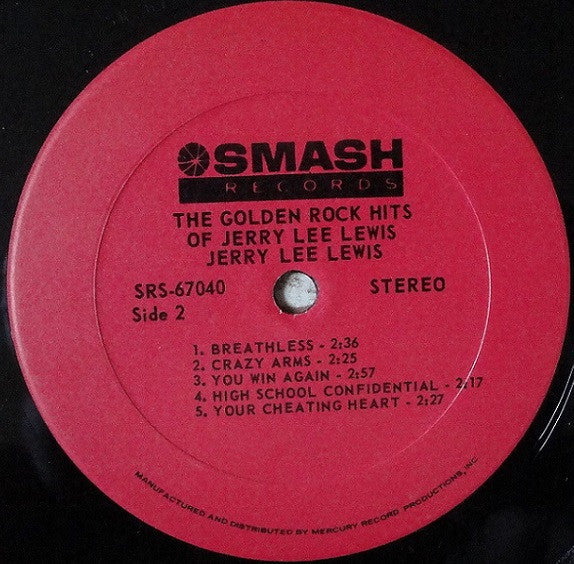 SMASH
RECORDS
THE GOLDEN ROCK HITS
OF JERRY LEE LEWIS
JERRY LEE LEWIS
SRS-67040 STEREO
Side 2
1. BREATHLESS - 2:36
2. CRAZY ARMS - 2:25
3. YOU WIN AGAIN - 2:57
4. HIGH SCHOOL CONFIDENTIAL - 2:17
5. YOUR CHEATING HEART - 2:27
MANUFACTURED AND DISTRIBUTED BY MERCURY RECORD PRODUCTIONS, INC